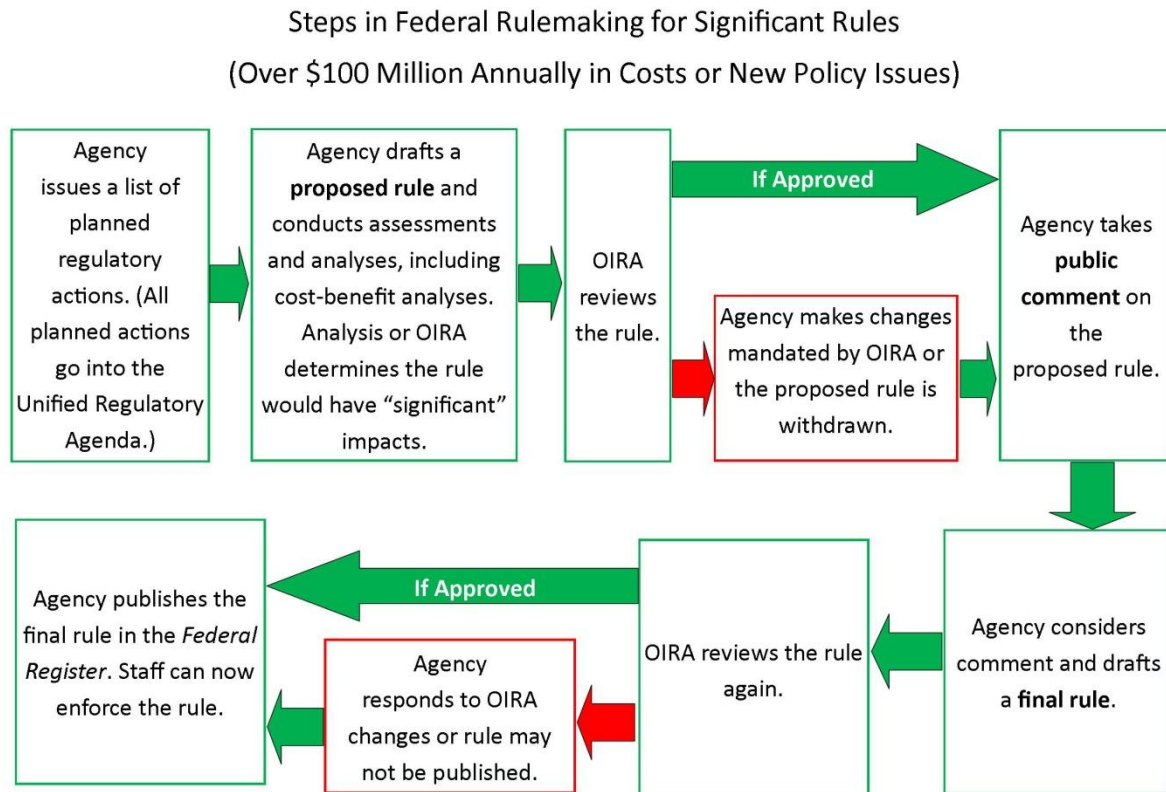 Steps in Federal Rulemaking for Significant Rules
(Over $100 Million Annually in Costs or New Policy Issues)
Agency
issues a list of
planned
regulatory
actions. (All
planned actions
go into the
Unified Regulatory
Agenda.)
Agency drafts a
proposed rule and
conducts assessments
and analyses, including
cost-benefit analyses.
Analysis or OIRA
determines the rule
would have “significant”
impacts.
OIRA
reviews
the rule.
If Approved
Agency makes changes
mandated by OIRA or
the proposed rule is
withdrawn.
Agency takes
public
comment on
the
proposed rule.
Agency considers
comment and drafts
a final rule.
OIRA reviews the rule
again.
If Approved
Agency
responds to OIRA
changes or rule may
not be published.
Agency publishes the
final rule in the Federal
Register. Staff can now
enforce the rule.